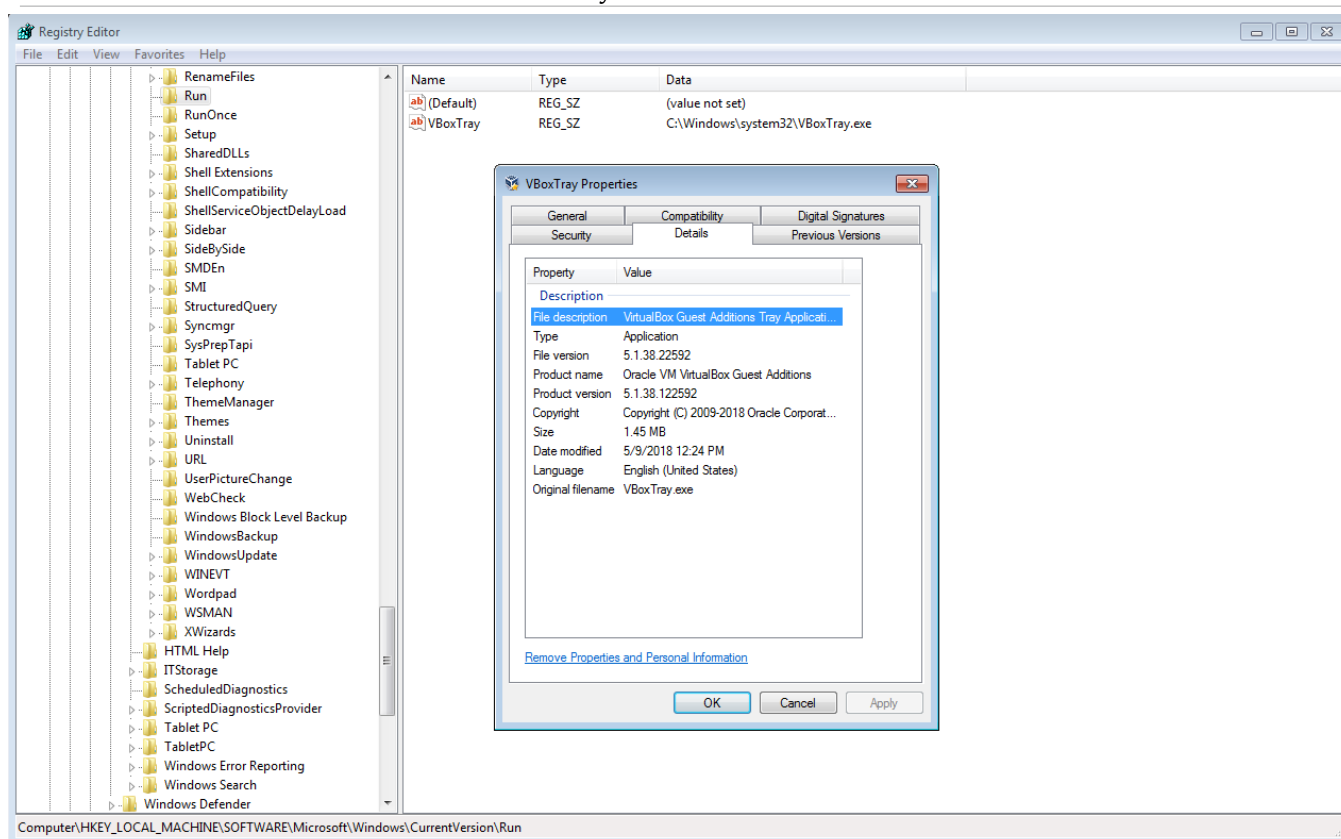 Registry Editor
File Edit View Favorites Help
RenameFiles
Run
RunOnce
Setup
SharedDLLs
Shell Extensions
ShellCompatibility
ShellServiceObjectDelayLoad
Sidebar
SideBySide
SMDEn
SMI
StructuredQuery
Syncmgr
SysPrepTapi
Tablet PC
Telephony
ThemeManager
Themes
Uninstall
URL
UserPictureChange
WebCheck
Windows Block Level Backup
WindowsBackup
WindowsUpdate
WINEVT
Wordpad
WSMAN
XWizards
HTML Help
ITStorage
ScheduledDiagnostics
ScriptedDiagnosticsProvider
Tablet PC
TabletPC
Windows Error Reporting
Windows Search
Windows Defender
Name Type Data
(Default) REG_SZ (value not set)
VBoxTray REG_SZ C:\Windows\system32\VBoxTray.exe
VBoxTray Properties
General Compatibility Digital Signatures
Security Details Previous Versions
Property Value
Description
File description VirtualBox Guest Additions Tray Applicati...
Type Application
File version 5.1.38.22592
Product name Oracle VM VirtualBox Guest Additions
Product version 5.1.38.122592
Copyright Copyright (C) 2009-2018 Oracle Corporat...
Size 1.45 MB
Date modified 5/9/2018 12:24 PM
Language English (United States)
Original filename VBoxTray.exe
Remove Properties and Personal Information
OK Cancel Apply
Computer\HKEY_LOCAL_MACHINE\SOFTWARE\Microsoft\Windows\CurrentVersion\Run